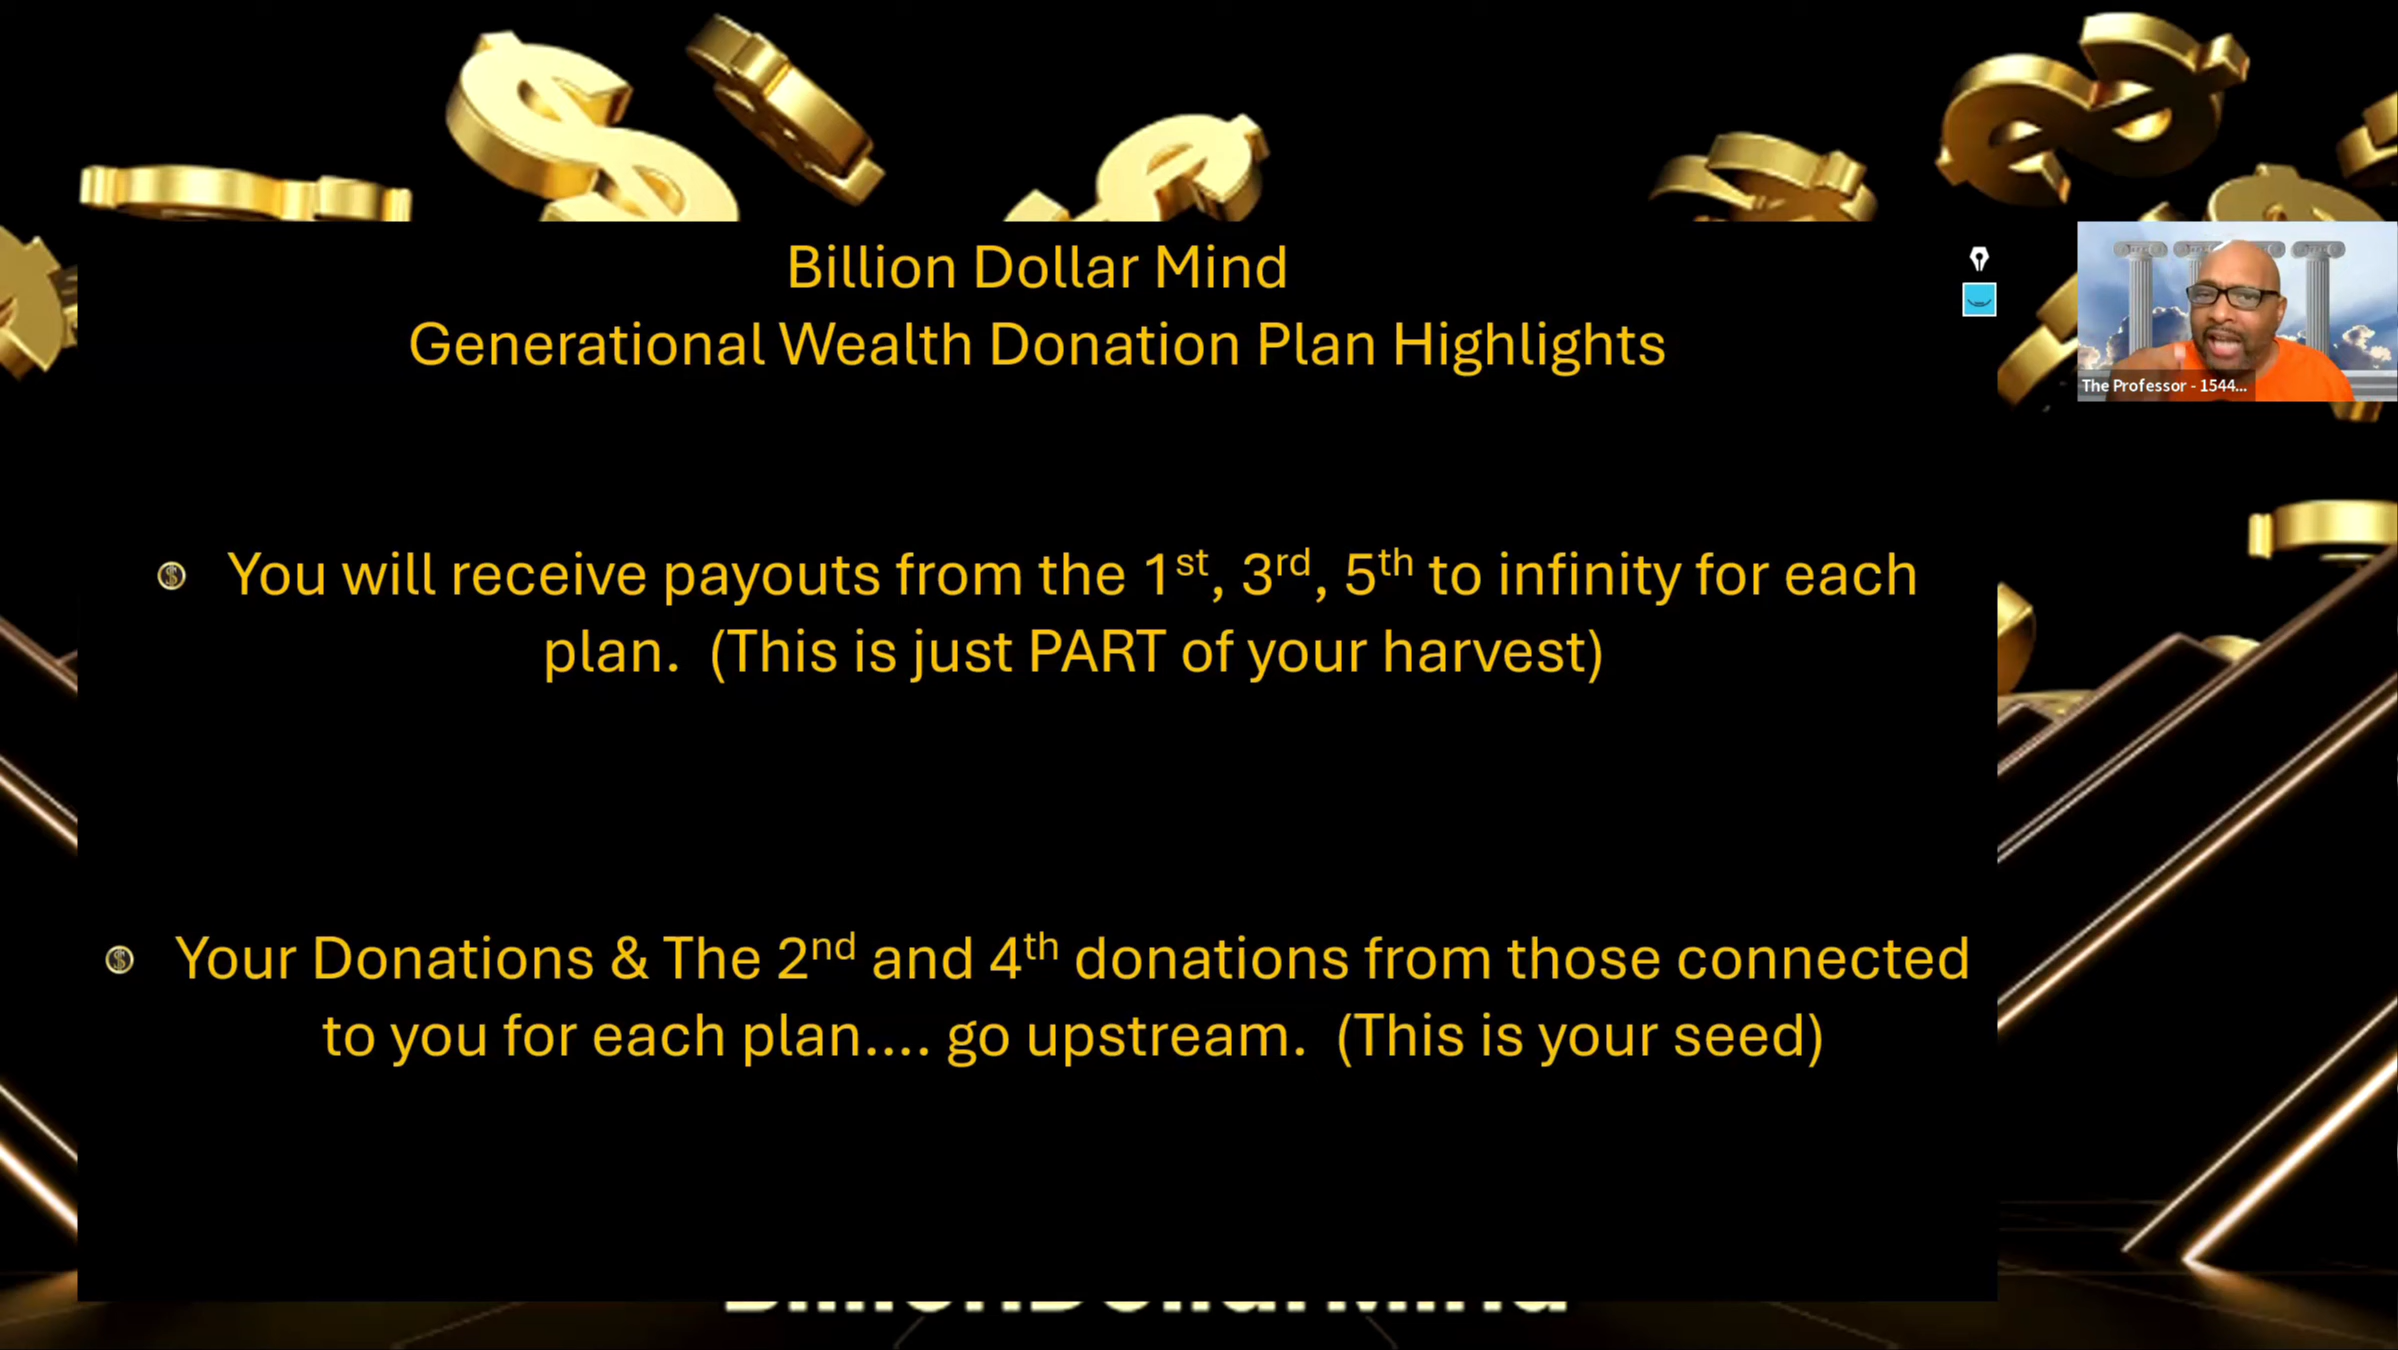 Billion Dollar Mind
Generational Wealth Donation Plan Highlights
The Professor - 1544...
You will receive payouts from the 1st, 3rd, 5th to infinity for each
plan. (This is just PART of your harvest)
Your Donations & The 2nd and 4th donations from those connected
to you for each plan.... go upstream. (This is your seed)